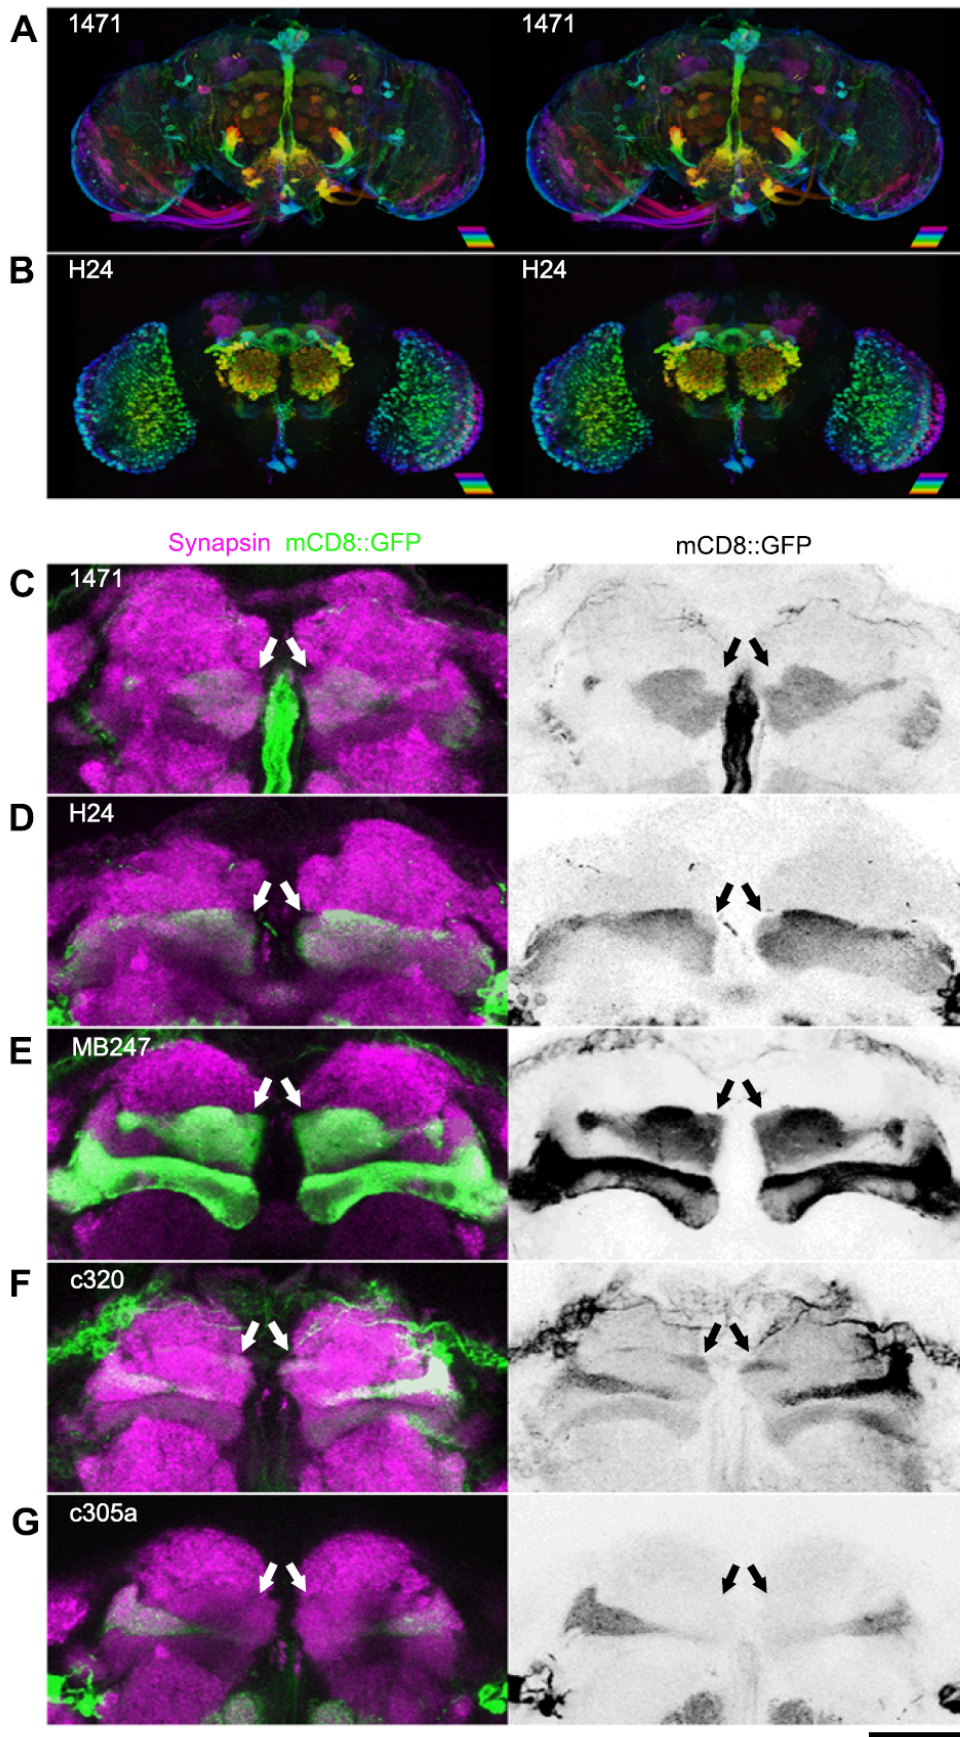 A 1471 1471
B H24 H24
Synapsin mCD8::GFP mCD8::GFP
C 1471
D H24
E MB247
F c320
G c305a